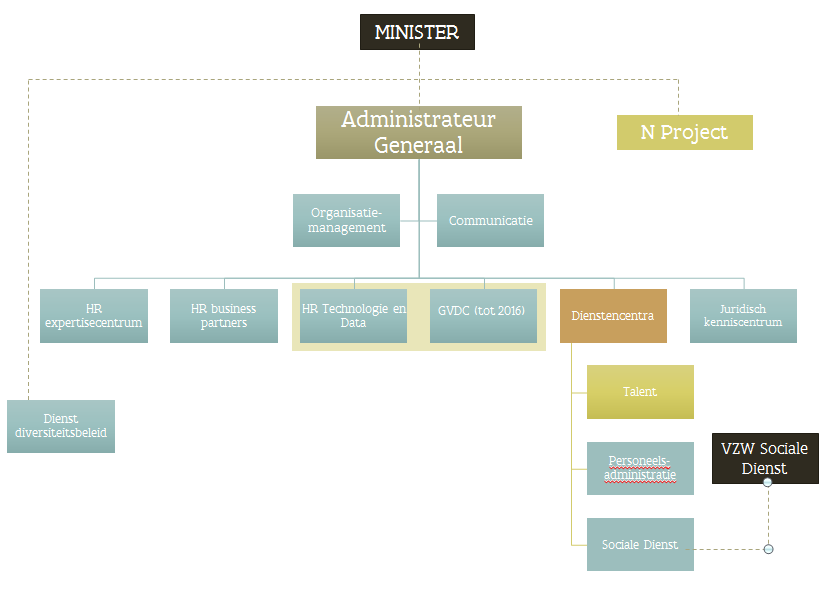 MINISTER
Administrateur
Generaal
N Project
Organisatie-
management
Communicatie
HR
expertisecentrum
HR business
partners
HR Technologie en
Data
GVDC (tot 2016)
Dienstencentra
Juridisch
kenniscentrum
Talent
Dienst
diversiteitsbeleid
Personeels-
administratie
VZW Sociale
Dienst
Sociale Dienst